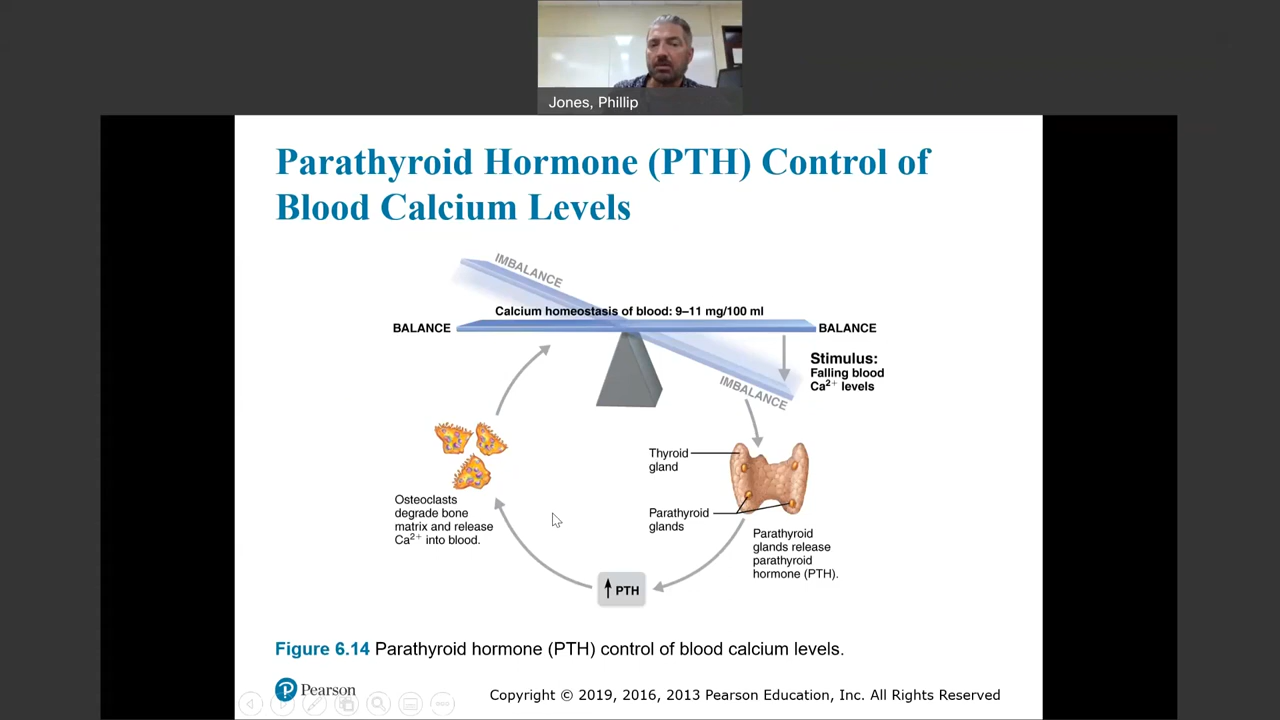 Jones, Phillip
Parathyroid Hormone (PTH) Control of
Blood Calcium Levels
IMBALANCE
Calcium homeostasis of blood: 9–11 mg/100 ml
BALANCE
BALANCE
Stimulus:
Falling blood
Ca²⁺ levels
IMBALANCE
Thyroid
gland
Parathyroid
glands
Parathyroid
glands release
parathyroid
hormone (PTH).
Osteoclasts
degrade bone
matrix and release
Ca²⁺ into blood.
PTH
Figure 6.14 Parathyroid hormone (PTH) control of blood calcium levels.
P Pearson
Copyright © 2019, 2016, 2013 Pearson Education, Inc. All Rights Reserved